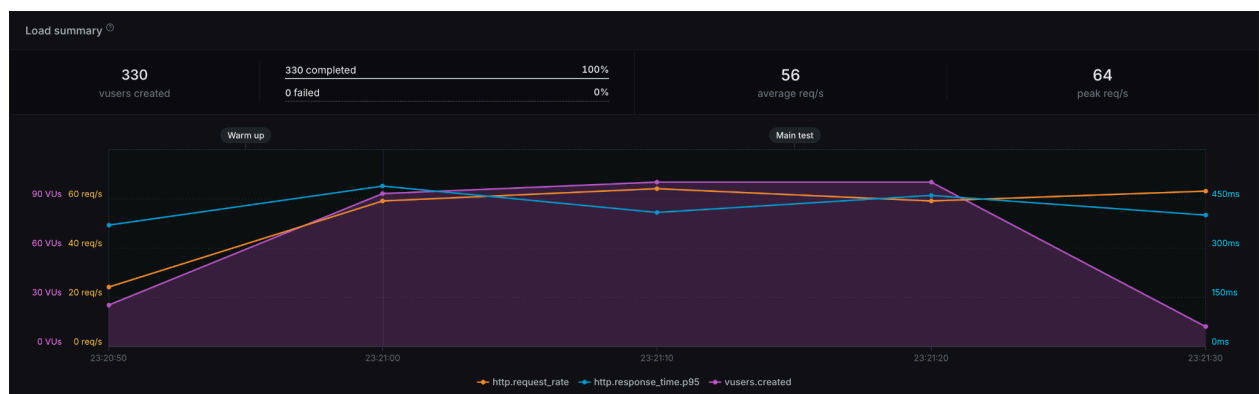 Load summary ?
330
vusers created
330 completed 100%
0 failed 0%
56
average req/s
64
peak req/s
Warm up
Main test
90 VUs 60 req/s 450ms
60 VUs 40 req/s 300ms
30 VUs 20 req/s 150ms
0 VUs 0 req/s 0ms
23:20:50 23:21:00 23:21:10 23:21:20 23:21:30
http.request_rate http.response_time.p95 vusers.created